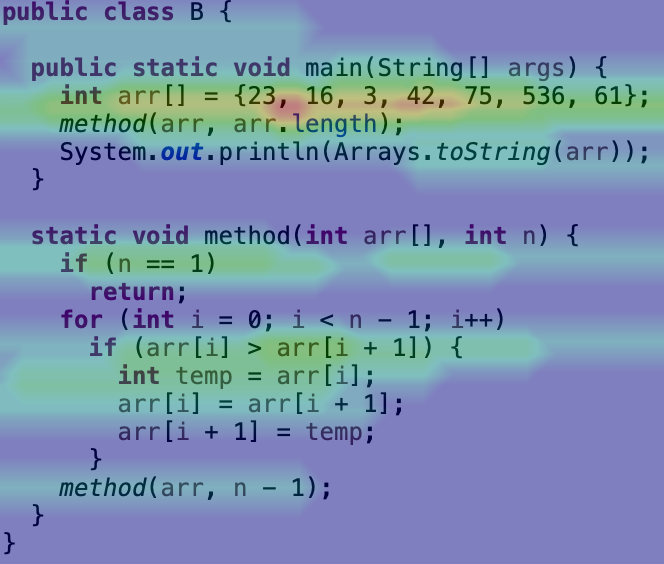 public class B {
public static void main(String[] args) {
int arr[] = {23, 16, 3, 42, 75, 536, 61};
method(arr, arr.length);
System.out.println(Arrays.toString(arr));
}
static void method(int arr[], int n) {
if (n == 1)
return;
for (int i = 0; i < n - 1; i++)
if (arr[i] > arr[i + 1]) {
int temp = arr[i];
arr[i] = arr[i + 1];
arr[i + 1] = temp;
}
method(arr, n - 1);
}
}